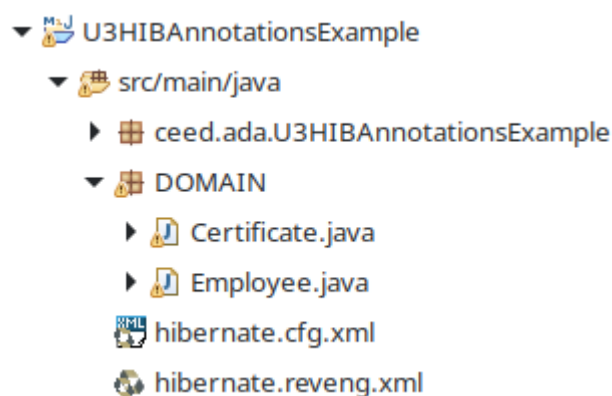 U3HIBAnnotationsExample
src/main/java
ceed.ada.U3HIBAnnotationsExample
DOMAIN
Certificate.java
Employee.java
hibernate.cfg.xml
hibernate.reveng.xml